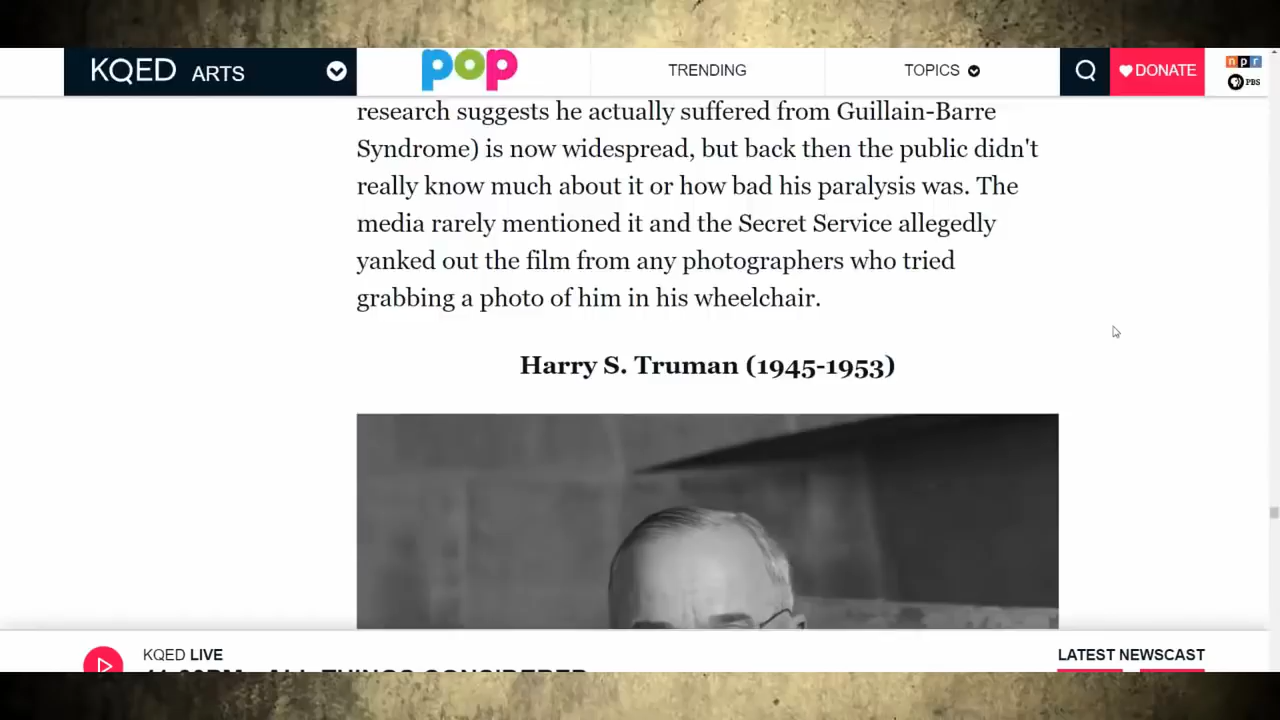 KQED ARTS
pop
TRENDING
TOPICS
DONATE
npr
PBS
research suggests he actually suffered from Guillain-Barre
Syndrome) is now widespread, but back then the public didn't
really know much about it or how bad his paralysis was. The
media rarely mentioned it and the Secret Service allegedly
yanked out the film from any photographers who tried
grabbing a photo of him in his wheelchair.
Harry S. Truman (1945-1953)
KQED LIVE
LATEST NEWSCAST
ALL THINGS CONSIDERED